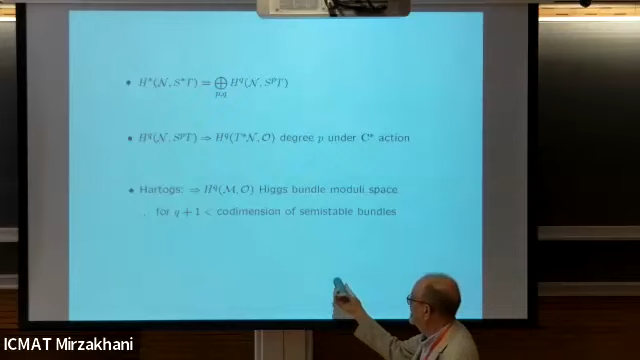 • H*(𝒩, S*T) = ⊕ H^q(𝒩, S^pT)
p,q
• H^q(𝒩, S^pT) ⇒ H^q(T*𝒩, 𝒪) degree p under C* action
• Hartogs: ⇒ H^q(ℳ, 𝒪) Higgs bundle moduli space
. for q + 1 < codimension of semistable bundles
ICMAT Mirzakhani